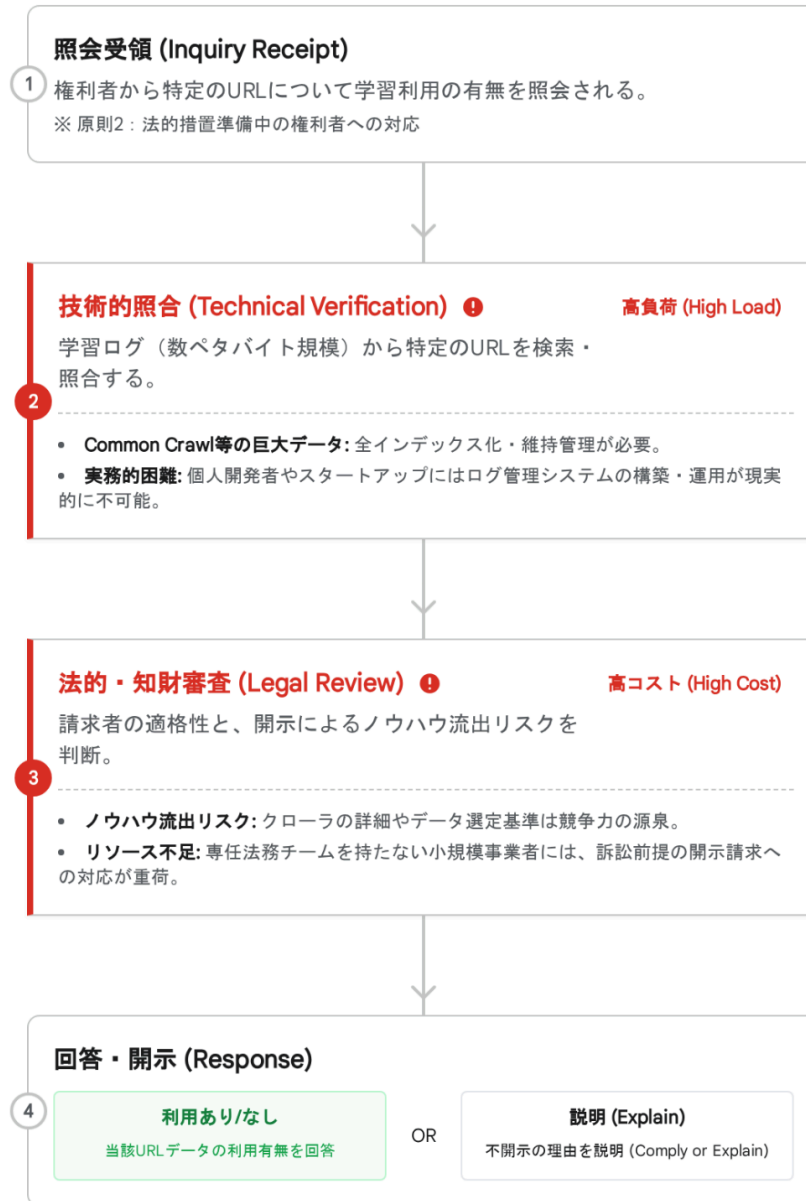 照会受領 (Inquiry Receipt)
1
権利者から特定のURLについて学習利用の有無を照会される。
※ 原則2：法的措置準備中の権利者への対応
技術的照合 (Technical Verification)
高負荷 (High Load)
学習ログ（数ペタバイト規模）から特定のURLを検索・
照合する。
2
• Common Crawl等の巨大データ: 全インデックス化・維持管理が必要。
• 実務的困難: 個人開発者やスタートアップにはログ管理システムの構築・運用が現実
的に不可能。
法的・知財審査 (Legal Review)
高コスト (High Cost)
請求者の適格性と、開示によるノウハウ流出リスクを
判断。
3
• ノウハウ流出リスク: クローラの詳細やデータ選定基準は競争力の源泉。
• リソース不足: 専任法務チームを持たない小規模事業者には、訴訟前提の開示請求へ
の対応が重荷。
回答・開示 (Response)
4
利用あり/なし
当該URLデータの利用有無を回答
OR
説明 (Explain)
不開示の理由を説明 (Comply or Explain)